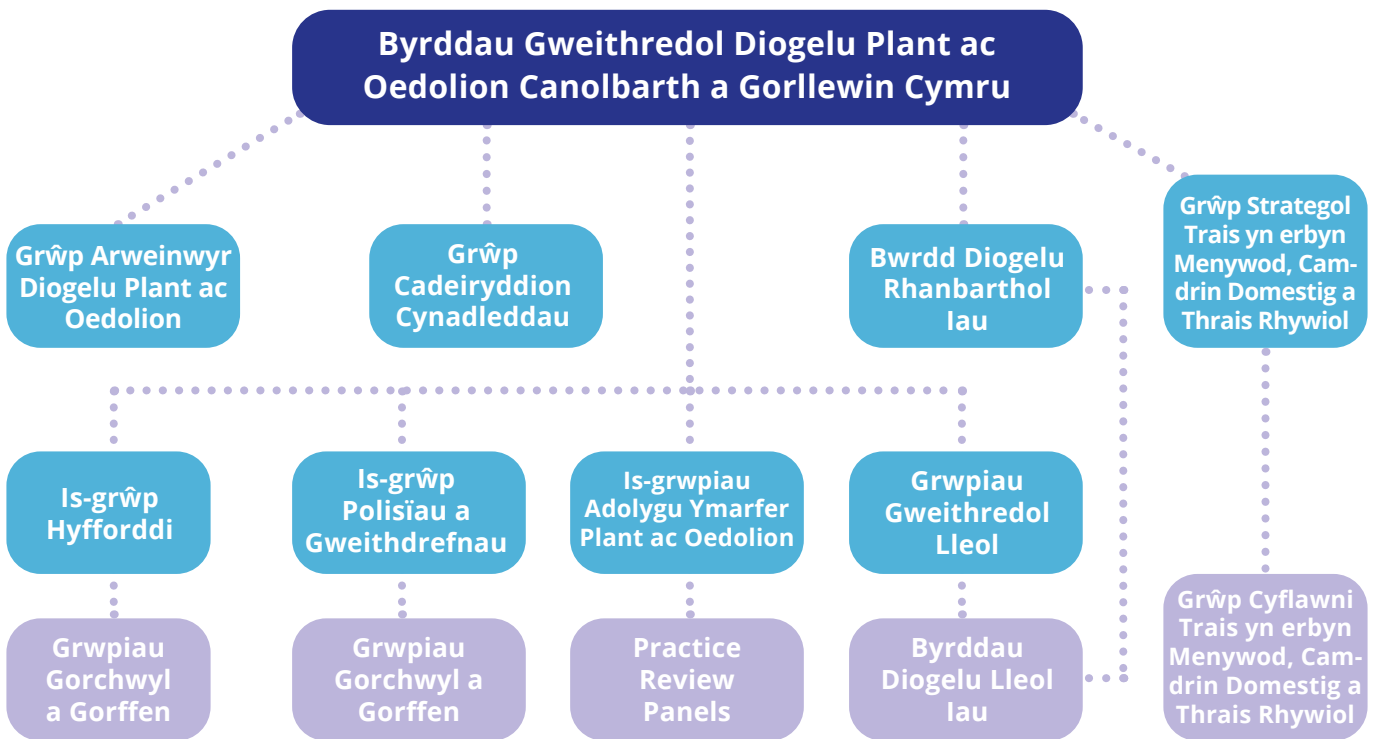 Byrddau Gweithredol Diogelu Plant ac
Oedolion Canolbarth a Gorllewin Cymru
Grŵp Arweinwyr
Diogelu Plant ac
Oedolion
Grŵp
Cadeiryddion
Cynadleddau
Bwrdd Diogelu
Rhanbarthol
Iau
Grŵp Strategol
Trais yn erbyn
Menywod, Cam-
drin Domestig a
Thrais Rhywiol
Is-grŵp
Hyfforddi
Is-grŵp
Polisïau a
Gweithdrefnau
Is-grwpiau
Adolygu Ymarfer
Plant ac Oedolion
Grwpiau
Gweithredol
Lleol
Grwpiau
Gorchwyl
a Gorffen
Grwpiau
Gorchwyl a
Gorffen
Practice
Review
Panels
Byrddau
Diogelu Lleol
Iau
Grŵp Cyflawni
Trais yn erbyn
Menywod, Cam-
drin Domestig a
Thrais Rhywiol